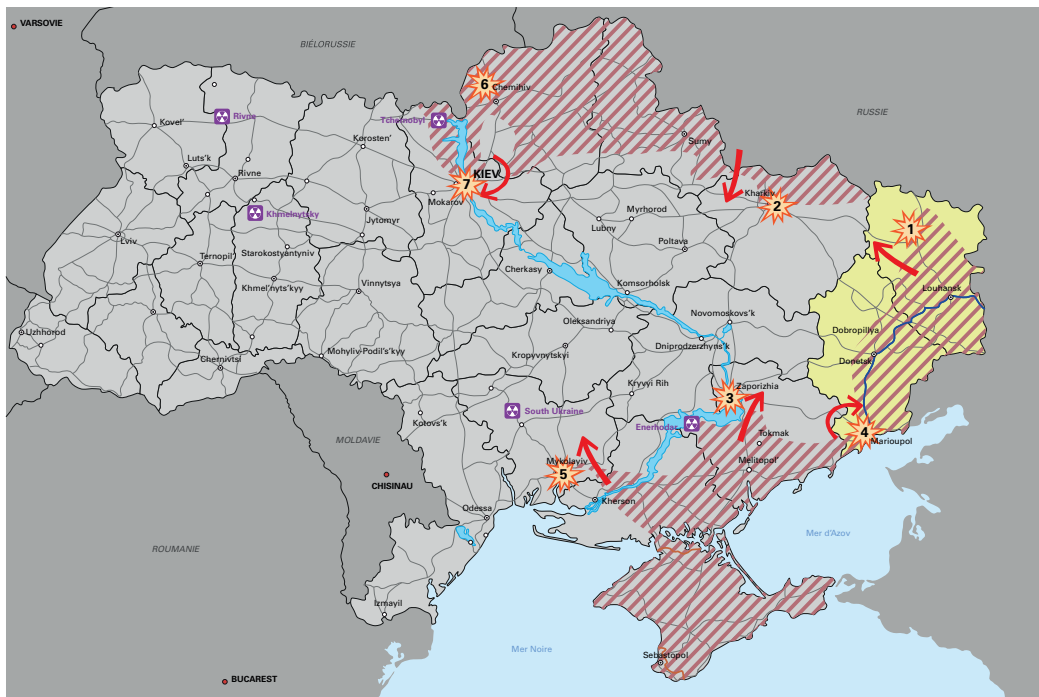 VARSOVIE
BIÉLORUSSIE
RUSSIE
6
Chernihiv
Kovel'
Rivne
Tchernobyl
Korosten'
Sumy
Luts'k
Rivne
KIEV
7
Mokarov
Kharkiv
2
Khmelnytsky
Jytomyr
Myrhorod
Lubny
1
Lviv
Ternopil'
Starokostyantyniv
Poltava
Cherkasy
Khmel'nyts'kyy
Vinnytsya
Komsorholsk
Louhansk
Uzhhorod
Oleksandriya
Novomoskovs'k
Dobropillya
Chernivtsi
Mohyliv-Podil's'kyy
Kropyvnytskyi
Dniprodzerzhyns'k
Donetsk
Kryvyi Rih
Zaporizhia
3
Kotovs'k
South Ukraine
Enerhodar
Tokmak
4
Marioupol
MOLDAVIE
Mykolayiv
5
Melitopol'
CHISINAU
Kherson
Odessa
Mer d'Azov
ROUMANIE
Izmayil
Mer Noire
Sebastopol
BUCAREST